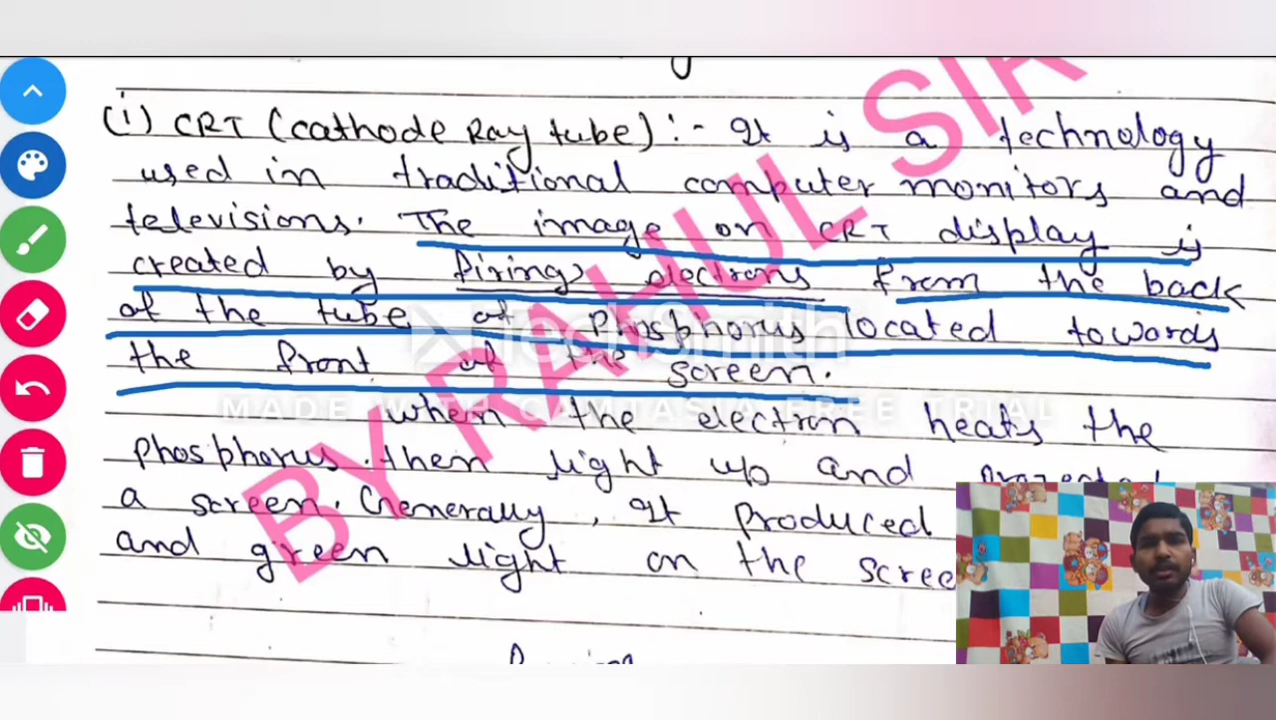 (i) CRT (cathode Ray tube) :- It is a technology
used in traditional computer monitors and
televisions. The image on CRT display is
created by firing electrons from the back
of the tube of phosphorus located towards
the front of the screen.
when the electron heats the
phosphorus then light up and projected
a screen. Generally, It produced
and green light on the scree
BY RAHUL SIR
TechSmith
MADE WITH CAMTASIA FREE TRIAL